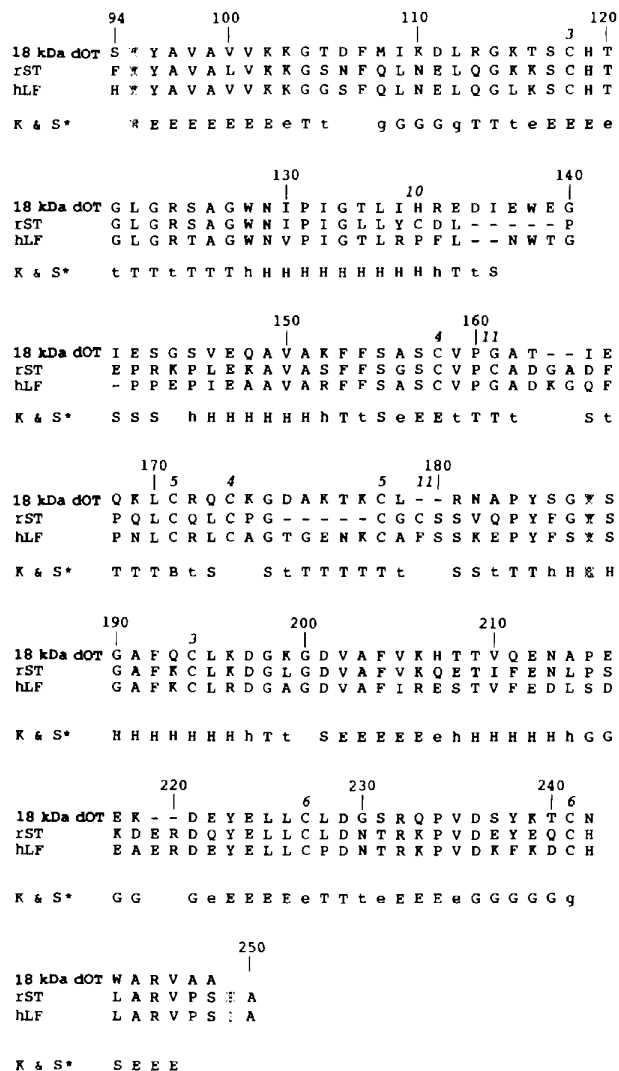 94 100 110 3 120
18 kDa dOT S Y A V A V V K K G T D F M I K D L R G K T S C H T
rST F Y A V A L V K K G S N F Q L N E L Q G K K S C H T
hLF H Y A V A V V K K G G S F Q L N E L Q G L K S C H T
K & S* E E E E E E E e T t g G G G g T T t e E E E e
130 10 140
18 kDa dOT G L G R S A G W N I P I G T L I H R E D I E W E G
rST G L G R S A G W N I P I G L L Y C D L - - - - - P
hLF G L G R T A G W N V P I G T L R P F L - - N W T G
K & S* t T T t T T T h H H H H H H H H H H h T t S
150 4 160 11
18 kDa dOT I E S G S V E Q A V A K F F S A S C V P G A T - - I E
rST E P R K P L E K A V A S F F S G S C V P C A D G A D F
hLF - P P E P I E A A V A R F F S A S C V P G A D K G Q F
K & S* S S S h H H H H H H h T t S e E E t T T t S t
170 5 4 5 11 180
18 kDa dOT Q K L C R Q C K G D A K T K C L - - R N A P Y S G S
rST P Q L C Q L C P G - - - - - C G C S S V Q P Y F G S
hLF P N L C R L C A G T G E N K C A F S S K E P Y F S S
K & S* T T T B t S S t T T T T T t S S t T T h H H
190 3 200 210
18 kDa dOT G A F Q C L K D G K G D V A F V K H T T V Q E N A P E
rST G A F K C L K D G L G D V A F V K Q E T I F E N L P S
hLF G A F K C L R D G A G D V A F I R E S T V F E D L S D
K & S* H H H H H H H h T t S E E E E E e h H H H H h G G
220 6 230 240 6
18 kDa dOT E K - - D E Y E L L C L D G S R Q P V D S Y K T C N
rST K D E R D Q Y E L L C L D N T R K P V D E Y E Q C H
hLF E A E R D E Y E L L C P D N T R K P V D K F K D C H
K & S* G G G e E E E E e T T t e E E E e G G G G G g
250
18 kDa dOT W A R V A A
rST L A R V P S A
hLF L A R V P S A
K & S* S E E E